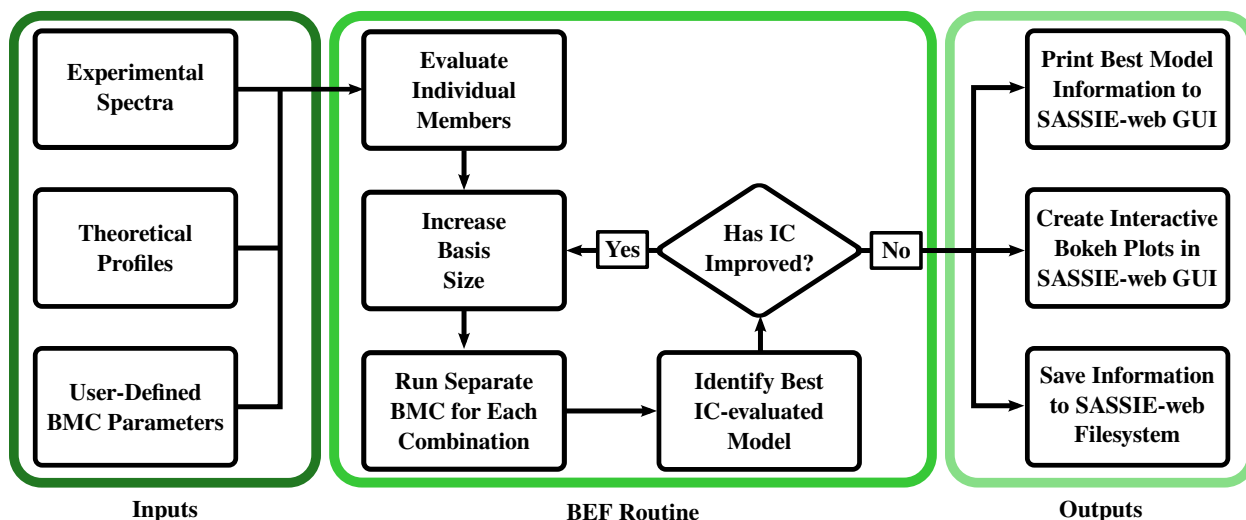 Experimental
Spectra
Theoretical
Profiles
User-Defined
BMC Parameters
Inputs
Evaluate
Individual
Members
Increase
Basis
Size
Run Separate
BMC for Each
Combination
Identify Best
IC-evaluated
Model
Has IC
Improved?
Yes
No
BEF Routine
Print Best Model
Information to
SASSIE-web GUI
Create Interactive
Bokeh Plots in
SASSIE-web GUI
Save Information
to SASSIE-web
Filesystem
Outputs